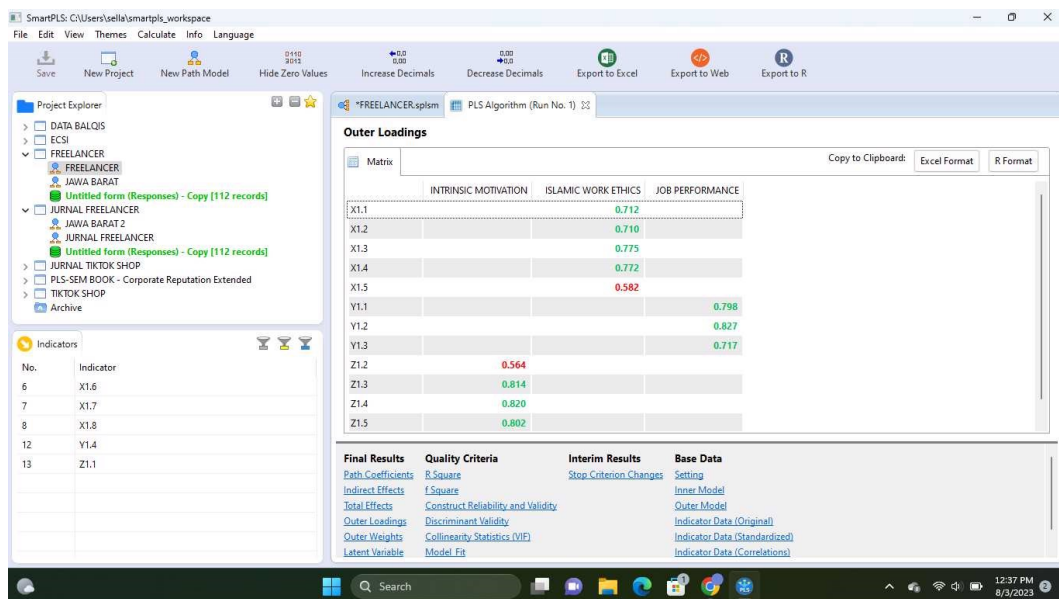 SmartPLS: C:\Users\sella\smartpls_workspace
File Edit View Themes Calculate Info Language
Save New Project New Path Model Hide Zero Values Increase Decimals Decrease Decimals Export to Excel Export to Web Export to R
Project Explorer
DATA BALQIS
ECSI
FREELANCER
FREELANCER
JAWA BARAT
Untitled form (Responses) - Copy [112 records]
JURNAL FREELANCER
JAWA BARAT 2
JURNAL FREELANCER
Untitled form (Responses) - Copy [112 records]
JURNAL TIKTOK SHOP
PLS-SEM BOOK - Corporate Reputation Extended
TIKTOK SHOP
Archive
Indicators
No. Indicator
6 X1.6
7 X1.7
8 X1.8
12 Y1.4
13 Z1.1
*FREELANCER.splsm PLS Algorithm (Run No. 1)
Outer Loadings
Matrix Copy to Clipboard: Excel Format R Format
INTRINSIC MOTIVATION ISLAMIC WORK ETHICS JOB PERFORMANCE
X1.1 0.712
X1.2 0.710
X1.3 0.775
X1.4 0.772
X1.5 0.582
Y1.1 0.798
Y1.2 0.827
Y1.3 0.717
Z1.2 0.564
Z1.3 0.814
Z1.4 0.820
Z1.5 0.802
Final Results Quality Criteria Interim Results Base Data
Path Coefficients R Square Stop Criterion Changes Setting
Indirect Effects f Square Inner Model
Total Effects Construct Reliability and Validity Outer Model
Outer Loadings Discriminant Validity Indicator Data (Original)
Outer Weights Collinearity Statistics (VIF) Indicator Data (Standardized)
Latent Variable Model Fit Indicator Data (Correlations)
Search
12:37 PM
8/3/2023